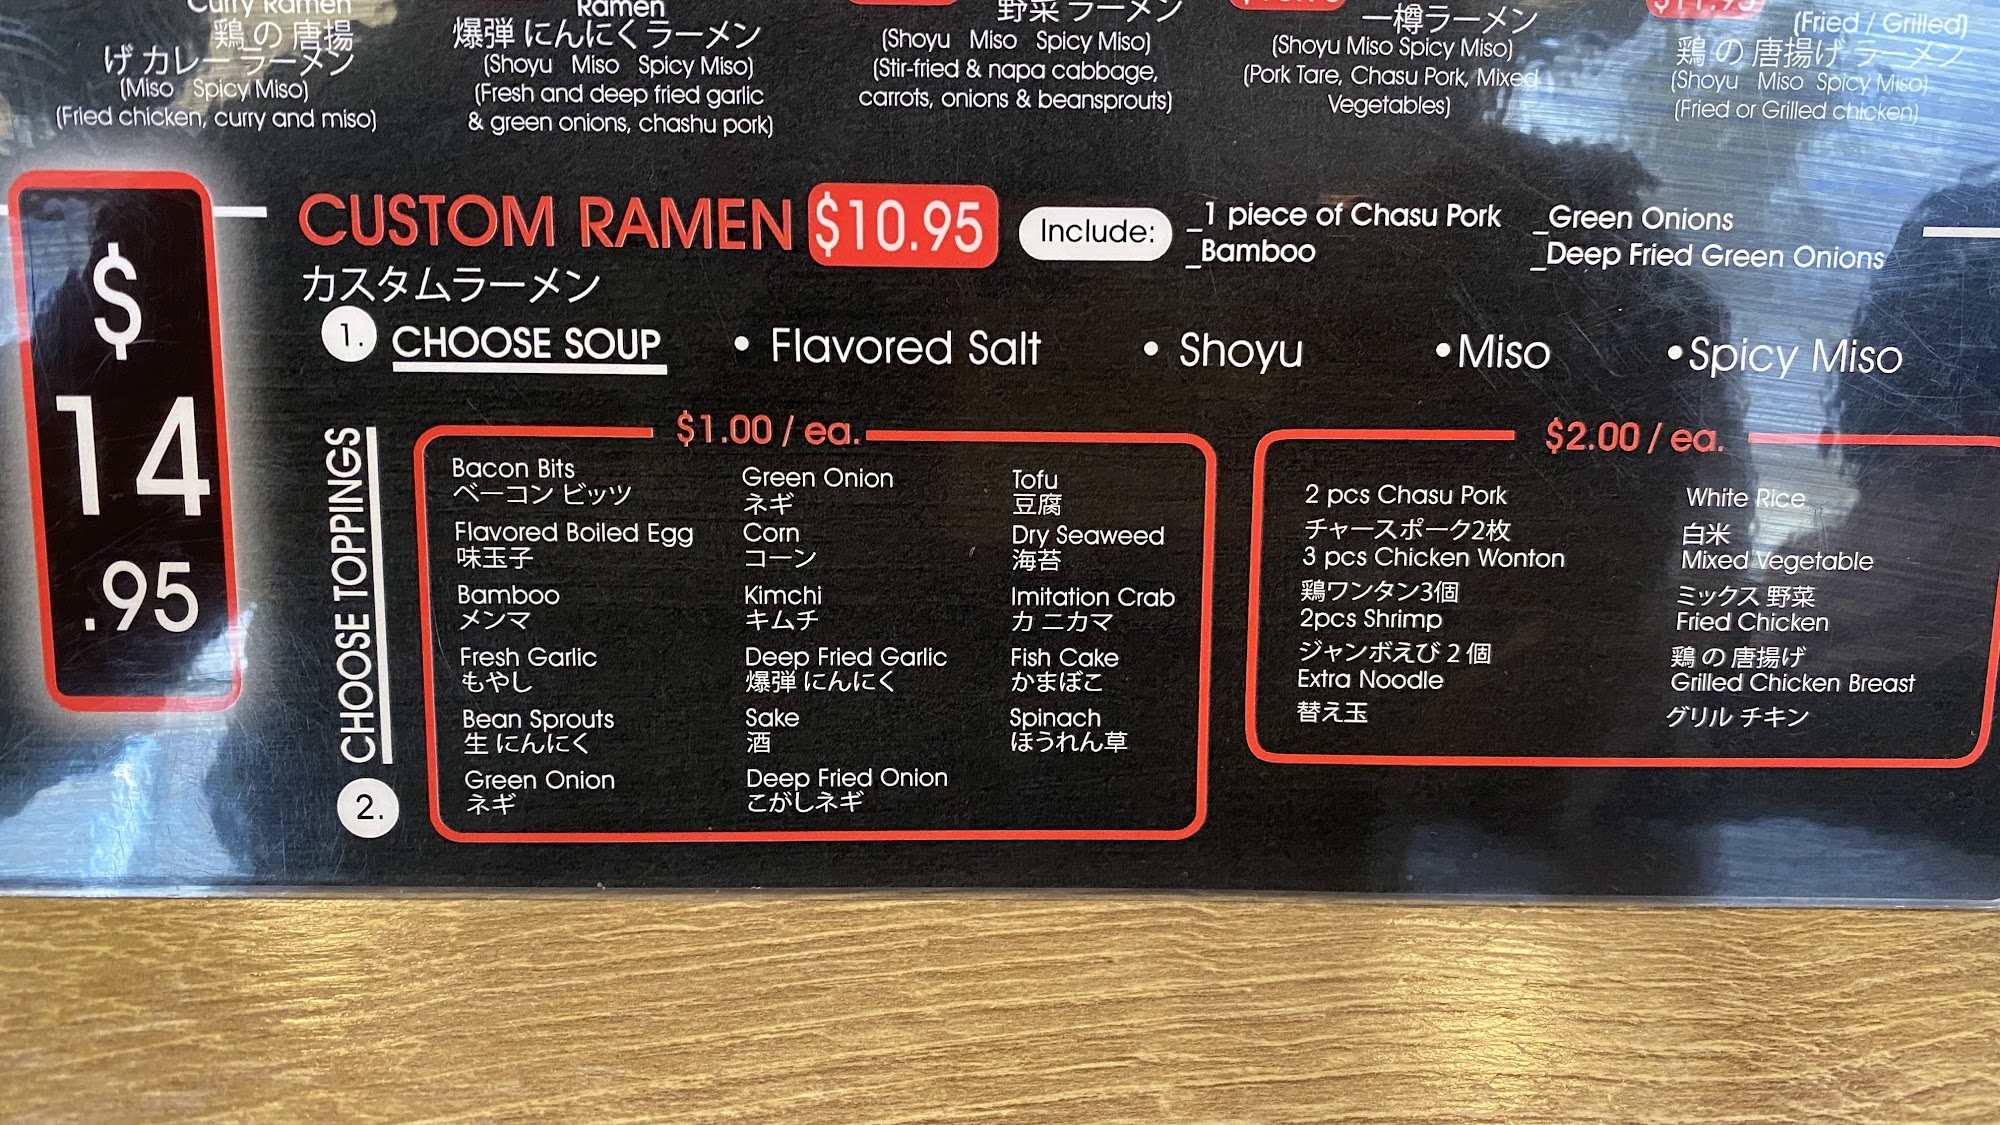 Curry Ramen
鶏 の 唐揚
げ カレー ラーメン
(Miso Spicy Miso)
(Fried chicken, curry and miso)
Ramen
爆弾 にんにくラーメン
(Shoyu Miso Spicy Miso)
(Fresh and deep fried garlic
& green onions, chashu pork)
野菜 ラーメン
(Shoyu Miso Spicy Miso)
(Stir-fried & napa cabbage,
carrots, onions & beansprouts)
一樽ラーメン
(Shoyu Miso Spicy Miso)
(Pork Tare, Chasu Pork, Mixed
Vegetables)
(Fried / Grilled)
鶏 の 唐揚げ ラーメン
(Shoyu Miso Spicy Miso)
(Fried or Grilled chicken)
$
14
.95
CUSTOM RAMEN $10.95
カスタムラーメン
Include:
_1 piece of Chasu Pork
_Bamboo
_Green Onions
_Deep Fried Green Onions
1. CHOOSE SOUP • Flavored Salt • Shoyu •Miso •Spicy Miso
2. CHOOSE TOPPINGS
$1.00 / ea.
Bacon Bits
ベーコン ビッツ
Flavored Boiled Egg
味玉子
Bamboo
メンマ
Fresh Garlic
もやし
Bean Sprouts
生 にんにく
Green Onion
ネギ
Green Onion
ネギ
Corn
コーン
Kimchi
キムチ
Deep Fried Garlic
爆弾 にんにく
Sake
酒
Deep Fried Onion
こがしネギ
Tofu
豆腐
Dry Seaweed
海苔
Imitation Crab
カ ニカマ
Fish Cake
かまぼこ
Spinach
ほうれん草
$2.00 / ea.
2 pcs Chasu Pork
チャースポーク2枚
3 pcs Chicken Wonton
鶏ワンタン3個
2pcs Shrimp
ジャンボえび 2 個
Extra Noodle
替え玉
White Rice
白米
Mixed Vegetable
ミックス 野菜
Fried Chicken
鶏 の 唐揚げ
Grilled Chicken Breast
グリル チキン